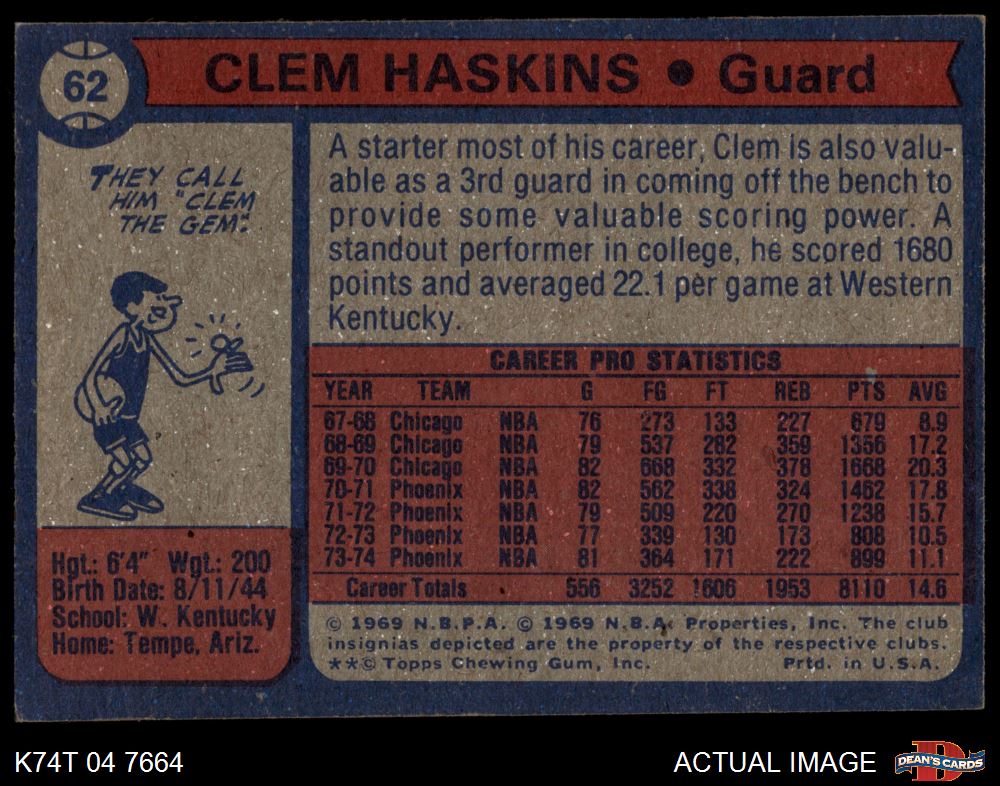 62
CLEM HASKINS ● Guard
THEY CALL
HIM "CLEM
THE GEM."
A starter most of his career, Clem is also valu-
able as a 3rd guard in coming off the bench to
provide some valuable scoring power. A
standout performer in college, he scored 1680
points and averaged 22.1 per game at Western
Kentucky.
CAREER PRO STATISTICS
YEAR TEAM G FG FT REB PTS AVG
67-68 Chicago NBA 76 273 133 227 679 8.9
68-69 Chicago NBA 79 537 282 359 1356 17.2
69-70 Chicago NBA 82 668 332 378 1668 20.3
70-71 Phoenix NBA 82 562 338 324 1462 17.8
71-72 Phoenix NBA 79 509 220 270 1238 15.7
72-73 Phoenix NBA 77 339 130 173 808 10.5
73-74 Phoenix NBA 81 364 171 222 899 11.1
Career Totals 556 3252 1606 1953 8110 14.6
Hgt.: 6'4" Wgt.: 200
Birth Date: 8/11/44
School: W. Kentucky
Home: Tempe, Ariz.
© 1969 N.B.P.A. © 1969 N.B.A. Properties, Inc. The club
insignias depicted are the property of the respective clubs.
**© Topps Chewing Gum, Inc. Prtd. in U.S.A.
K74T 04 7664
ACTUAL IMAGE
D
DEAN'S CARDS